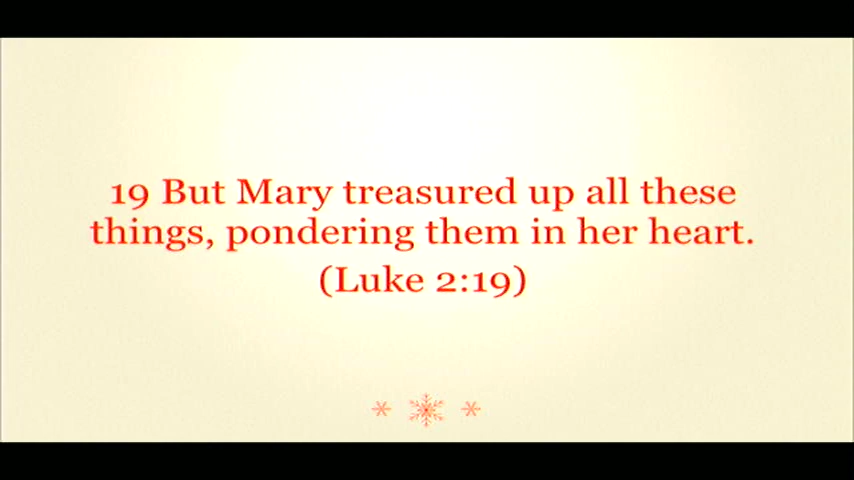 19 But Mary treasured up all these
things, pondering them in her heart.
(Luke 2:19)